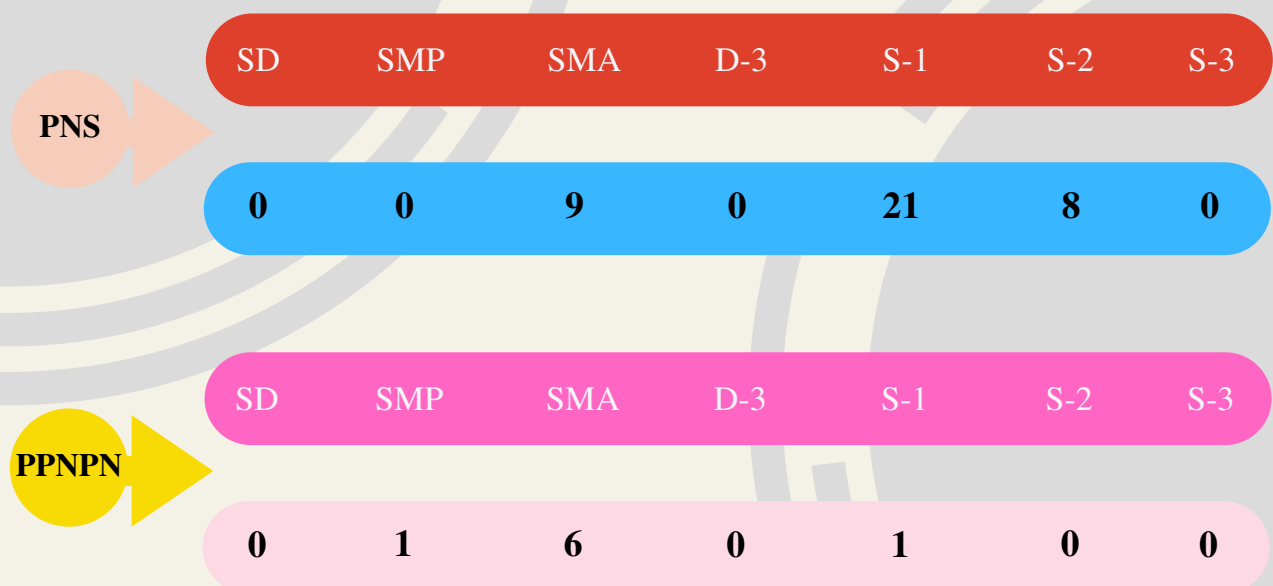 SD SMP SMA D-3 S-1 S-2 S-3
PNS
0 0 9 0 21 8 0
SD SMP SMA D-3 S-1 S-2 S-3
PPNPN
0 1 6 0 1 0 0